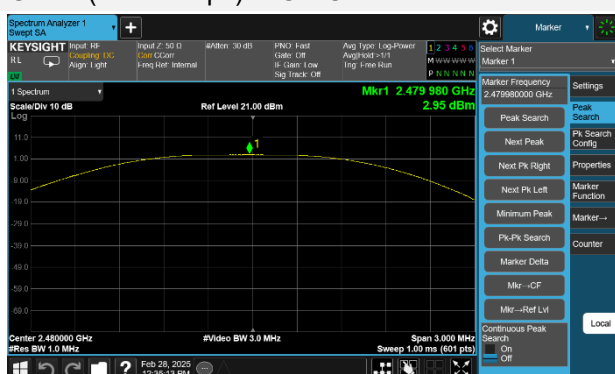 Spectrum Analyzer 1
Swept SA
+
Marker
KEYSIGHT
RL
Input: RF
Coupling: DC
Align: Light
Input Z: 50 Ω
Corr CCorr
Freq Ref: Internal
#Atten: 30 dB
PNO: Fast
Gate: Off
IF Gain: Low
Sig Track: Off
Avg Type: Log-Power
Avg|Hold:>1/1
Trig: Free Run
1 2 3 4 5 6
M W W W W W
P N N N N N
Select Marker
Marker 1
1 Spectrum
Scale/Div 10 dB
Log
Ref Level 21.00 dBm
Mkr1 2.479 980 GHz
2.95 dBm
1
11.0
1.00
-9.00
-19.0
-29.0
-39.0
-49.0
-59.0
-69.0
Center 2.480000 GHz
#Res BW 1.0 MHz
#Video BW 3.0 MHz
Span 3.000 MHz
Sweep 1.00 ms (601 pts)
Marker Frequency
2.479980000 GHz
Peak Search
Next Peak
Next Pk Right
Next Pk Left
Minimum Peak
Pk-Pk Search
Marker Delta
Mkr→CF
Mkr→Ref Lvl
Continuous Peak
Search
On
Off
Settings
Peak
Search
Pk Search
Config
Properties
Marker
Function
Marker→
Counter
Local
?
Feb 28, 2025